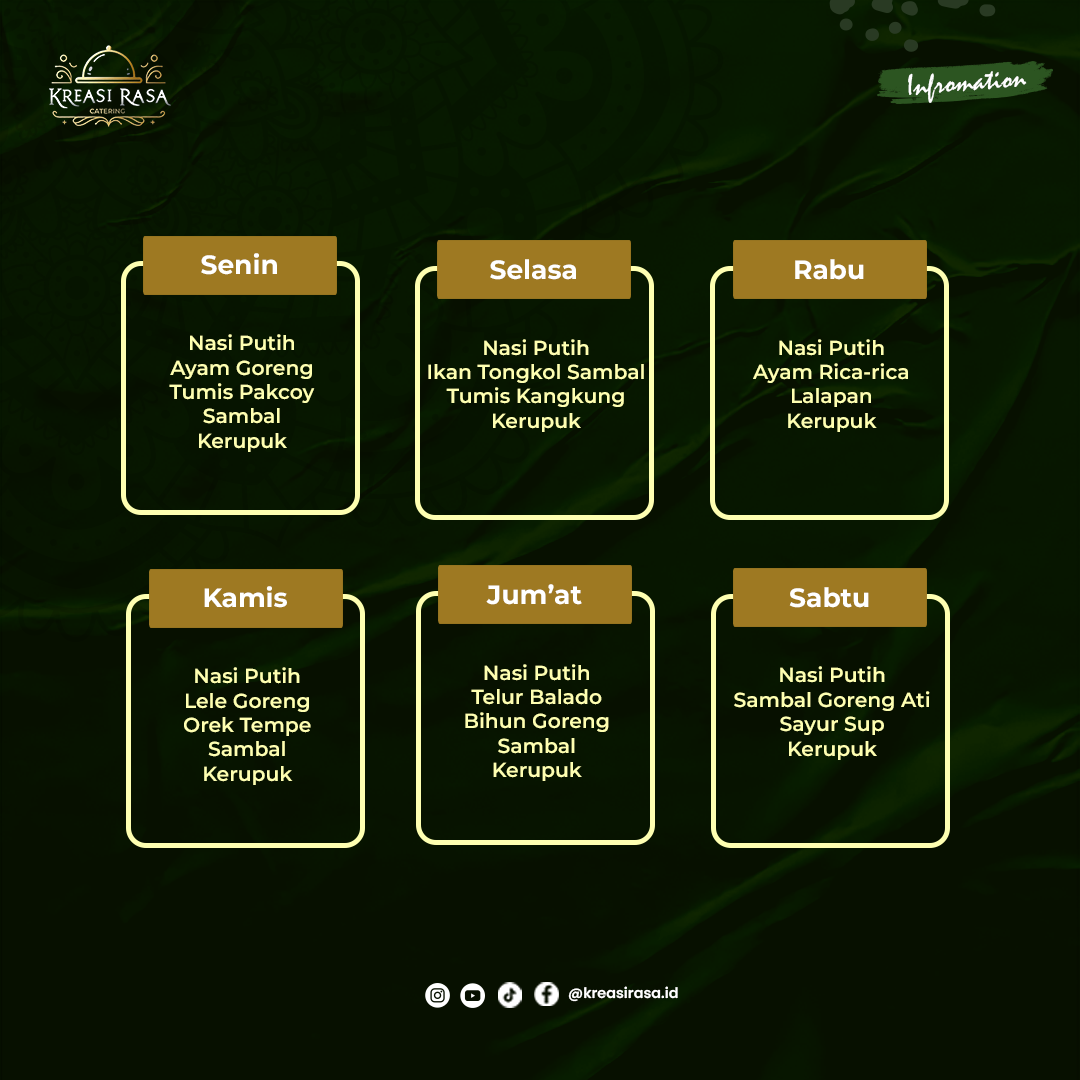 KREASI RASA
CATERING
Infromation
Senin
Nasi Putih
Ayam Goreng
Tumis Pakcoy
Sambal
Kerupuk
Selasa
Nasi Putih
Ikan Tongkol Sambal
Tumis Kangkung
Kerupuk
Rabu
Nasi Putih
Ayam Rica-rica
Lalapan
Kerupuk
Kamis
Nasi Putih
Lele Goreng
Orek Tempe
Sambal
Kerupuk
Jum’at
Nasi Putih
Telur Balado
Bihun Goreng
Sambal
Kerupuk
Sabtu
Nasi Putih
Sambal Goreng Ati
Sayur Sup
Kerupuk
@kreasirasa.id